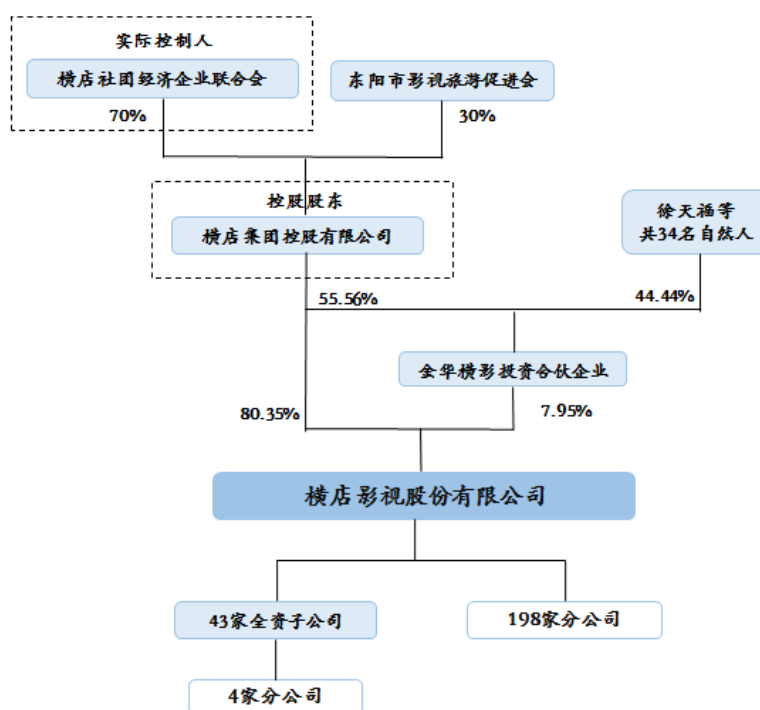 实际控制人
横店社团经济企业联合会
东阳市影视旅游促进会
70%
30%
控股股东
横店集团控股有限公司
徐天福等
共34名自然人
55.56%
44.44%
金华横影投资合伙企业
80.35%
7.95%
横店影视股份有限公司
43家全资子公司
198家分公司
4家分公司